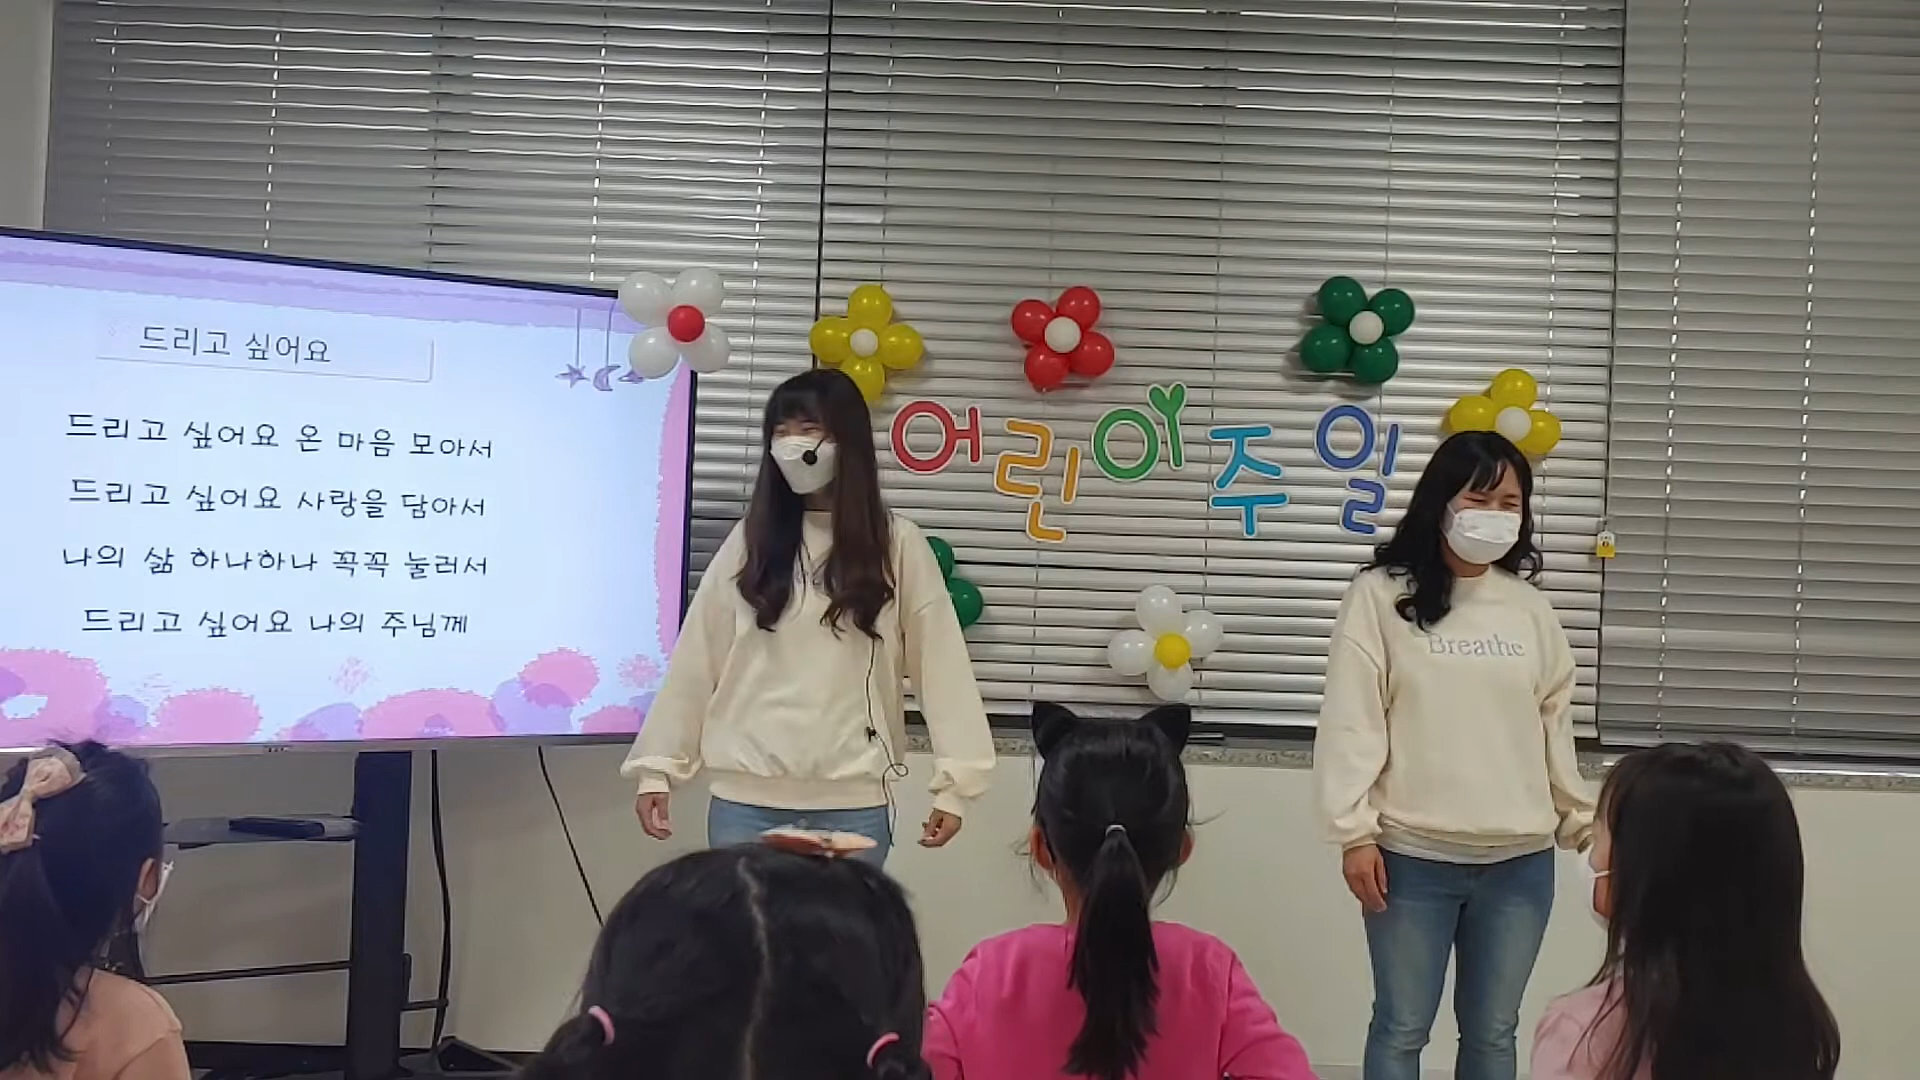 드리고 싶어요
드리고 싶어요 온 마음 모아서
드리고 싶어요 사랑을 담아서
나의 삶 하나하나 꼭꼭 눌러서
드리고 싶어요 나의 주님께
어린이주일
Breathe